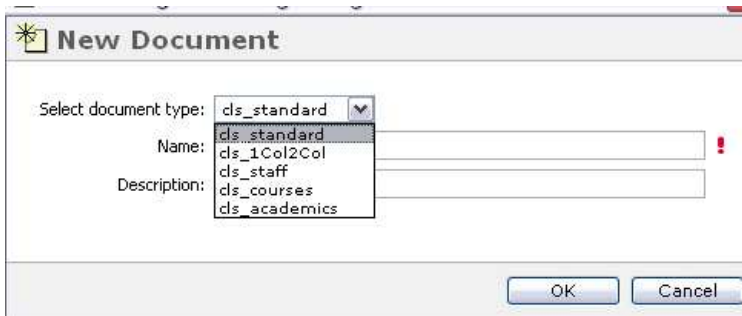 New Document
Select document type: cls_standard
cls_standard
Name:
cls_1Col2Col
cls_staff
Description:
cls_courses
cls_academics
OK Cancel